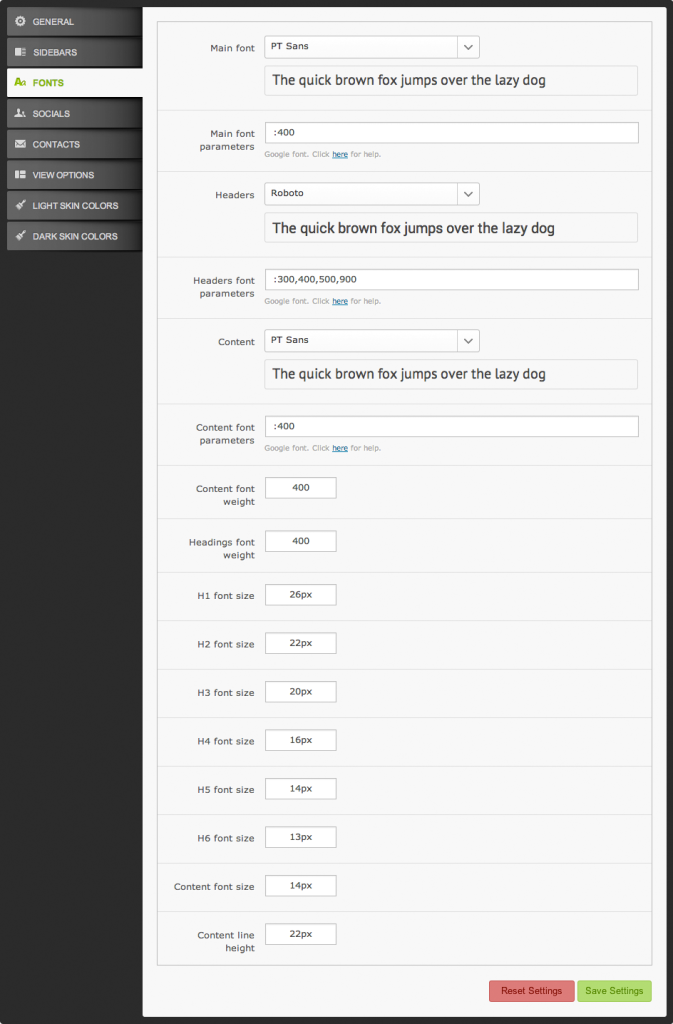 GENERAL
SIDEBARS
Aa FONTS
SOCIALS
CONTACTS
VIEW OPTIONS
LIGHT SKIN COLORS
DARK SKIN COLORS
Main font PT Sans
The quick brown fox jumps over the lazy dog
Main font
parameters
:400
Google font. Click here for help.
Headers Roboto
The quick brown fox jumps over the lazy dog
Headers font
parameters
:300,400,500,900
Google font. Click here for help.
Content PT Sans
The quick brown fox jumps over the lazy dog
Content font
parameters
:400
Google font. Click here for help.
Content font
weight
400
Headings font
weight
400
H1 font size 26px
H2 font size 22px
H3 font size 20px
H4 font size 16px
H5 font size 14px
H6 font size 13px
Content font size 14px
Content line
height
22px
Reset Settings Save Settings